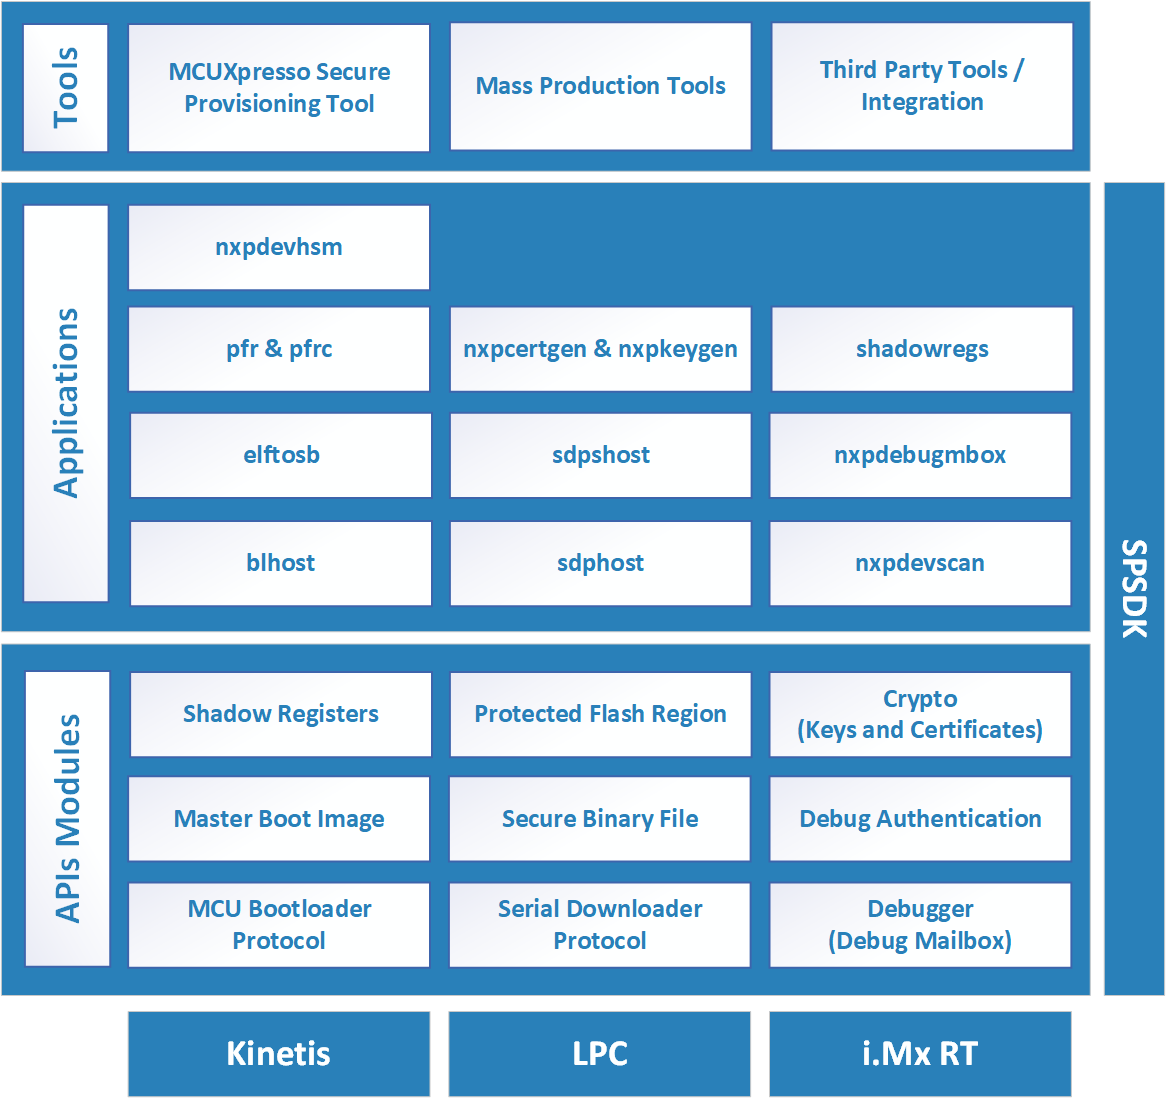 Tools
MCUXpresso Secure
Provisioning Tool
Mass Production Tools
Third Party Tools /
Integration
Applications
nxpdevhsm
pfr & pfrc
nxpcertgen & nxpkeygen
shadowregs
elftosb
sdpshost
nxpdebugmbox
blhost
sdphost
nxpdevscan
SPSDK
APIs Modules
Shadow Registers
Protected Flash Region
Crypto
(Keys and Certificates)
Master Boot Image
Secure Binary File
Debug Authentication
MCU Bootloader
Protocol
Serial Downloader
Protocol
Debugger
(Debug Mailbox)
Kinetis
LPC
i.Mx RT